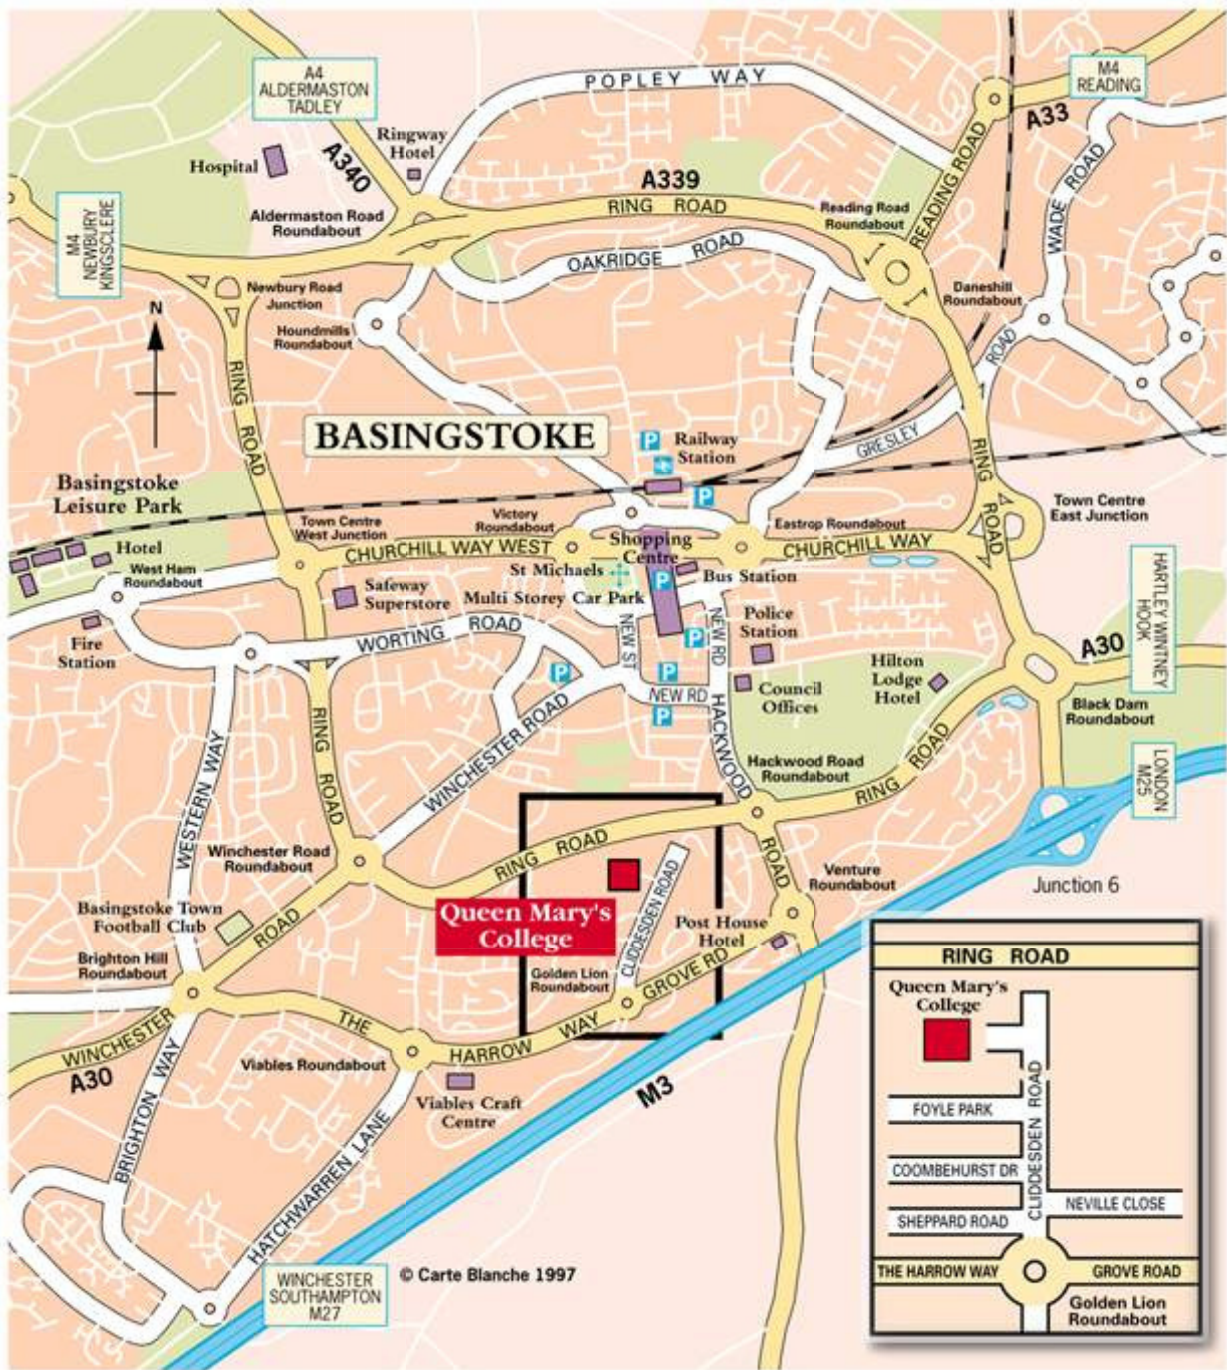 POPLEY WAY
A4
ALDERMASTON
TADLEY
M4
READING
A33
Ringway
Hotel
Hospital
A340
READING ROAD
WADE ROAD
A339
RING ROAD
Aldermaston Road
Roundabout
Reading Road
Roundabout
M4
NEWBURY
KINGSCLERE
OAKRIDGE ROAD
Newbury Road
Junction
Daneshill
Roundabout
N
Houndmills
Roundabout
ROAD
GRESLEY
RING ROAD
BASINGSTOKE
P
Railway
Station
P
RING ROAD
Basingstoke
Leisure Park
Town Centre
East Junction
Town Centre
West Junction
Victory
Roundabout
Eastrop Roundabout
Shopping
Centre
CHURCHILL WAY WEST
CHURCHILL WAY
Hotel
West Ham
Roundabout
St Michaels
P
Bus Station
Safeway
Superstore
Multi Storey Car Park
HARTLEY WINTNEY
HOOK
Fire
Station
WORTING ROAD
NEW ST
P
NEW RD
Police
Station
A30
P
P
NEW RD
P
Council
Offices
Hilton
Lodge
Hotel
Black Dam
Roundabout
RING ROAD
WINCHESTER ROAD
HACKWOOD
ROAD
Hackwood Road
Roundabout
RING ROAD
LONDON
M25
WESTERN WAY
Winchester Road
Roundabout
RING ROAD
Venture
Roundabout
Junction 6
Basingstoke Town
Football Club
ROAD
Queen Mary's
College
CLIDDESDEN ROAD
Post House
Hotel
Brighton Hill
Roundabout
Golden Lion
Roundabout
GROVE RD
THE
HARROW WAY
WINCHESTER
A30
Viables Roundabout
BRIGHTON WAY
Viables Craft
Centre
M3
HATCHWARREN LANE
WINCHESTER
SOUTHAMPTON
M27
© Carte Blanche 1997
RING ROAD
Queen Mary's
College
CLIDDESDEN ROAD
FOYLE PARK
COOMBEHURST DR
NEVILLE CLOSE
SHEPPARD ROAD
THE HARROW WAY
GROVE ROAD
Golden Lion
Roundabout